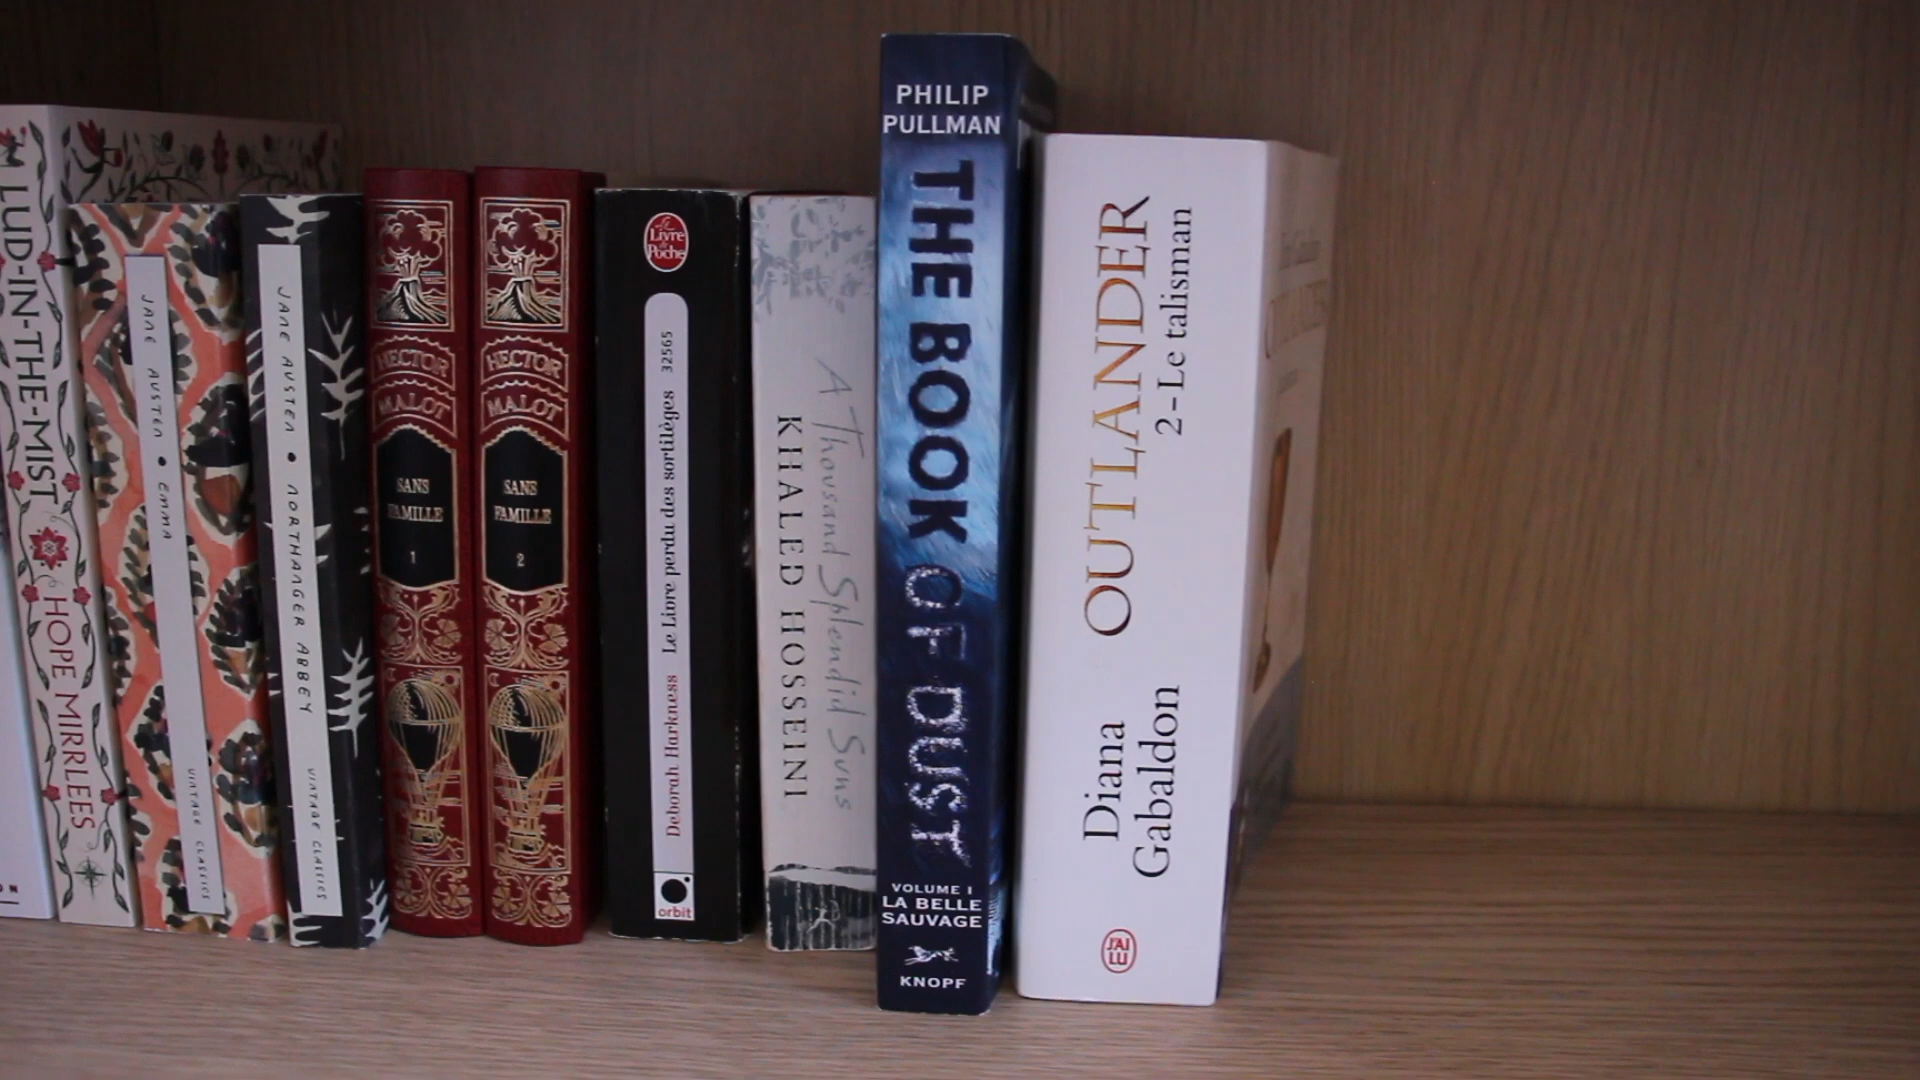 LUD-IN-THE-MIST
HOPE MIRRLEES
JANE AUSTEN • EMMA
VINTAGE CLASSICS
JANE AUSTEN • NORTHANGER ABBEY
VINTAGE CLASSICS
HECTOR
MALOT
SANS
FAMILLE
1
HECTOR
MALOT
SANS
FAMILLE
2
Le
Livre
de
Poche
Deborah Harkness Le Livre perdu des sortilèges 32565
orbit
A Thousand Splendid Suns
KHALED HOSSEINI
PHILIP
PULLMAN
THE BOOK OF DUST
VOLUME I
LA BELLE
SAUVAGE
KNOPF
Diana
Gabaldon
OUTLANDER
2-Le talisman
J'AI
LU